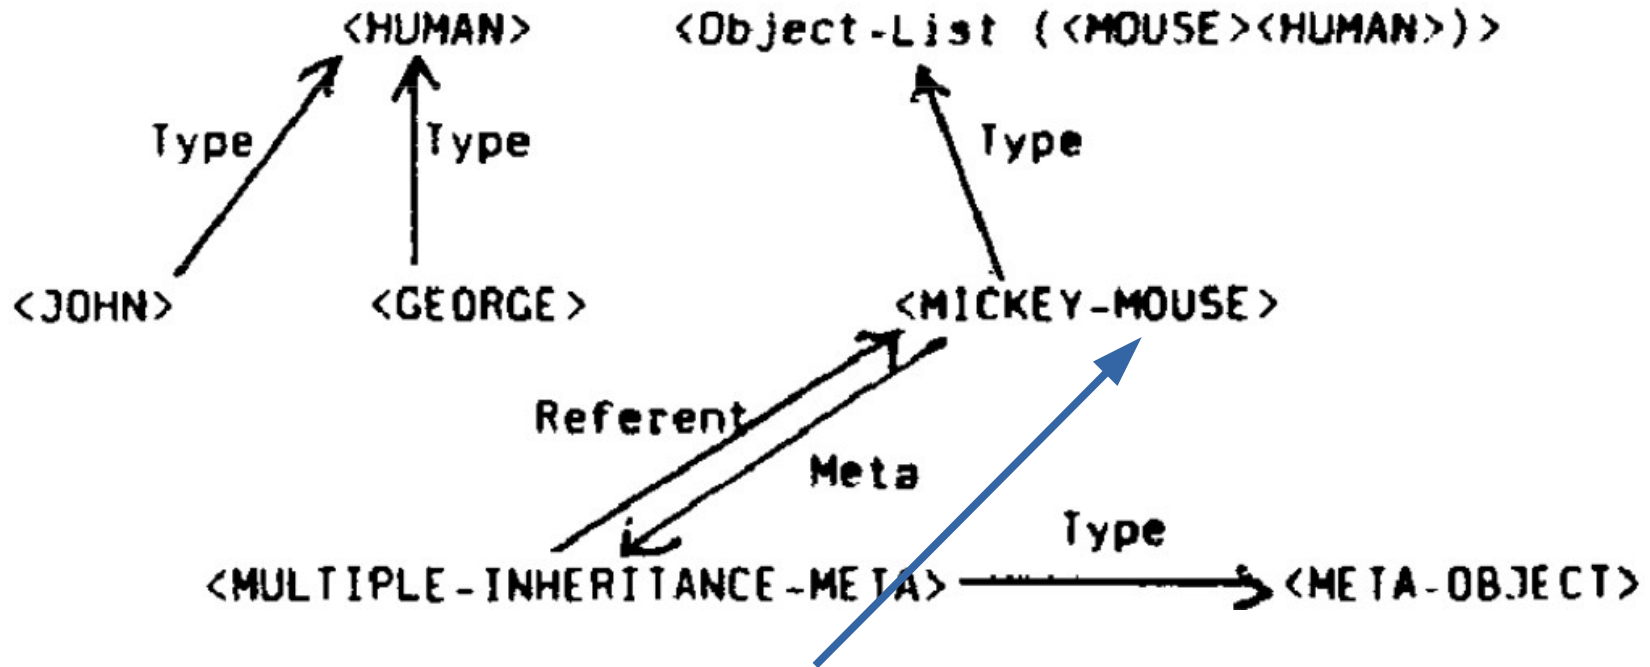 <HUMAN> <Object-List (<MOUSE><HUMAN>)>
Type Type Type
<JOHN> <GEORGE> <MICKEY-MOUSE>
Referent
Meta
Type
<MULTIPLE-INHERITANCE-META> <META-OBJECT>